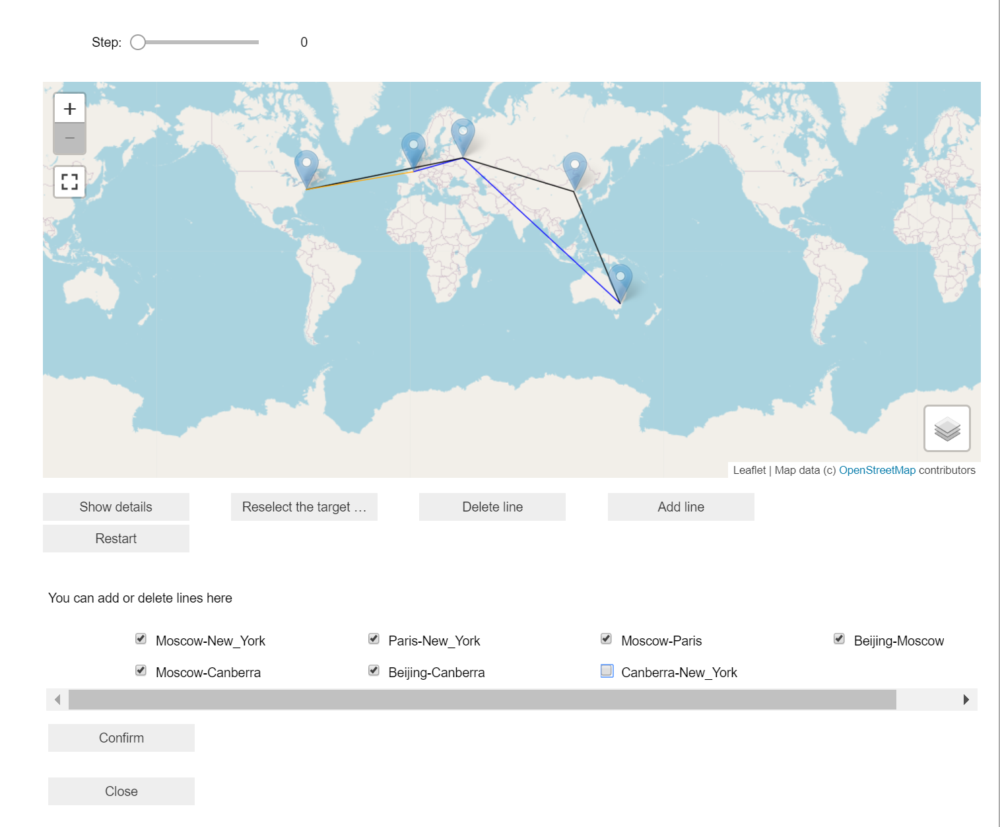 Step: 0
+
−
Leaflet | Map data (c) OpenStreetMap contributors
Show details Reselect the target … Delete line Add line
Restart
You can add or delete lines here
Moscow-New_York Paris-New_York Moscow-Paris Beijing-Moscow
Moscow-Canberra Beijing-Canberra Canberra-New_York
Confirm
Close